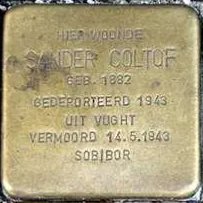 HIER WOONDE
SANDER COLTOF
GEB. 1882
GEDEPORTEERD 1943
UIT VUGHT
VERMOORD 14.5.1943
SOBIBOR